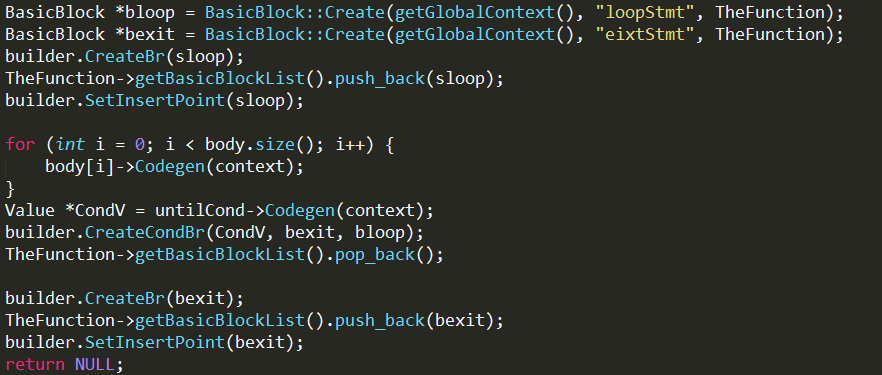 BasicBlock *bloop = BasicBlock::Create(getGlobalContext(), "loopStmt", TheFunction);
BasicBlock *bexit = BasicBlock::Create(getGlobalContext(), "eixtStmt", TheFunction);
builder.CreateBr(sloop);
TheFunction->getBasicBlockList().push_back(sloop);
builder.SetInsertPoint(sloop);
for (int i = 0; i < body.size(); i++) {
    body[i]->Codegen(context);
}
Value *CondV = untilCond->Codegen(context);
builder.CreateCondBr(CondV, bexit, bloop);
TheFunction->getBasicBlockList().pop_back();
builder.CreateBr(bexit);
TheFunction->getBasicBlockList().push_back(bexit);
builder.SetInsertPoint(bexit);
return NULL;